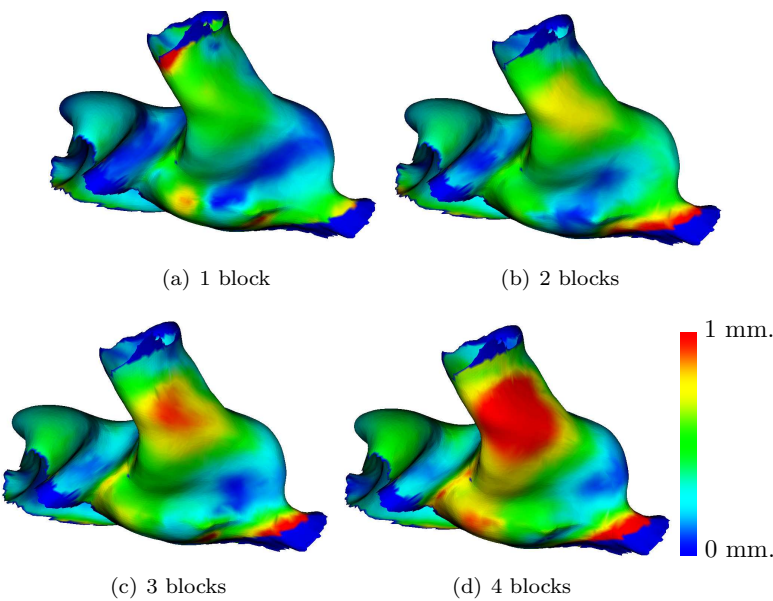 (a) 1 block
(b) 2 blocks
1 mm.
0 mm.
(c) 3 blocks
(d) 4 blocks